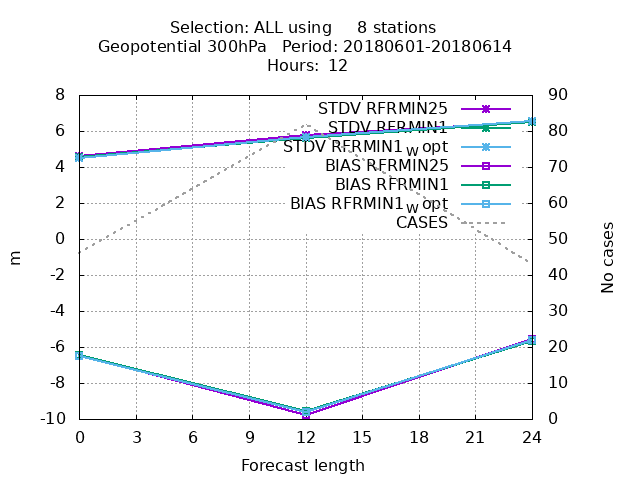 Selection: ALL using     8 stations
Geopotential 300hPa   Period: 20180601-20180614
Hours:  12
8
6
4
2
0
-2
-4
-6
-8
-10
m
90
80
70
60
50
40
30
20
10
0
No cases
STDV RFRMIN25
STDV RFRMIN1
STDV RFRMIN1_W opt
BIAS RFRMIN25
BIAS RFRMIN1
BIAS RFRMIN1_W opt
CASES
0 3 6 9 12 15 18 21 24
Forecast length